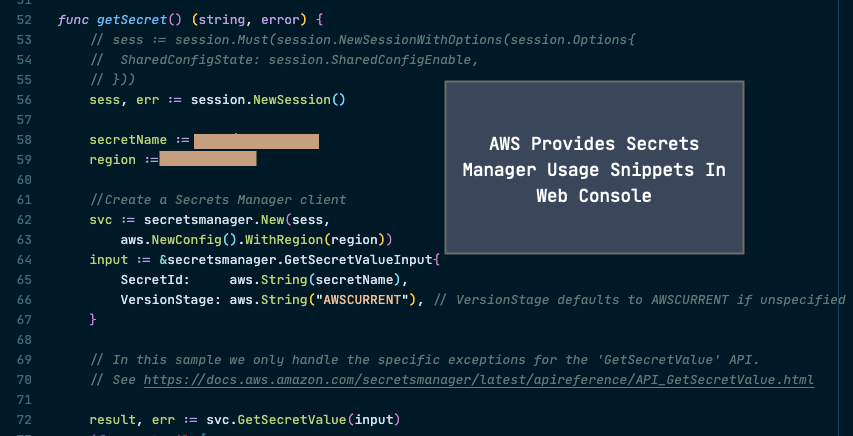 52 func getSecret() (string, error) {
53 // sess := session.Must(session.NewSessionWithOptions(session.Options{
54 //  SharedConfigState: session.SharedConfigEnable,
55 // }))
56 sess, err := session.NewSession()
57
58 secretName :=
59 region :=
60
61 //Create a Secrets Manager client
62 svc := secretsmanager.New(sess,
63 aws.NewConfig().WithRegion(region))
64 input := &secretsmanager.GetSecretValueInput{
65 SecretId:     aws.String(secretName),
66 VersionStage: aws.String("AWSCURRENT"), // VersionStage defaults to AWSCURRENT if unspecified
67 }
68
69 // In this sample we only handle the specific exceptions for the 'GetSecretValue' API.
70 // See https://docs.aws.amazon.com/secretsmanager/latest/apireference/API_GetSecretValue.html
71
72 result, err := svc.GetSecretValue(input)
AWS Provides Secrets
Manager Usage Snippets In
Web Console